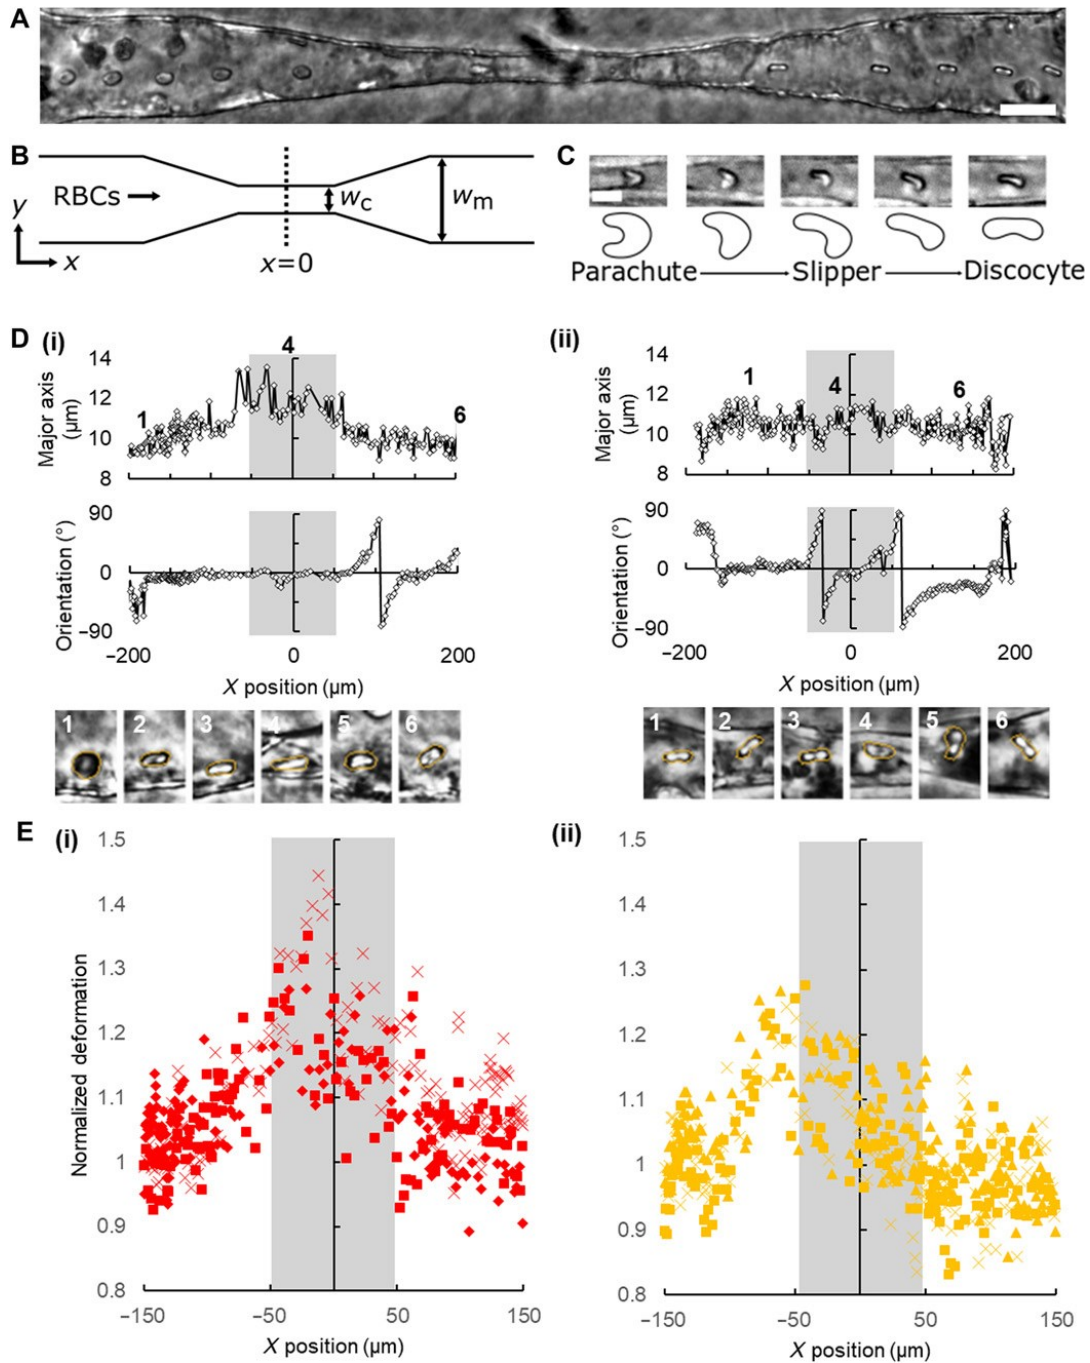 A
B
RBCs
wc
wm
y
x
x=0
C
Parachute
Slipper
Discocyte
D
(i)
4
14
12
10
8
Major axis
(µm)
1
6
90
0
−90
Orientation (°)
−200
0
200
X position (µm)
1
2
3
4
5
6
(ii)
14
12
10
8
Major axis
(µm)
1
4
6
90
0
−90
Orientation (°)
−200
0
200
X position (µm)
1
2
3
4
5
6
E
(i)
1.5
1.4
1.3
1.2
1.1
1
0.9
0.8
Normalized deformation
−150
−50
50
150
X position (µm)
(ii)
1.5
1.4
1.3
1.2
1.1
1
0.9
0.8
−150
−50
50
150
X position (µm)